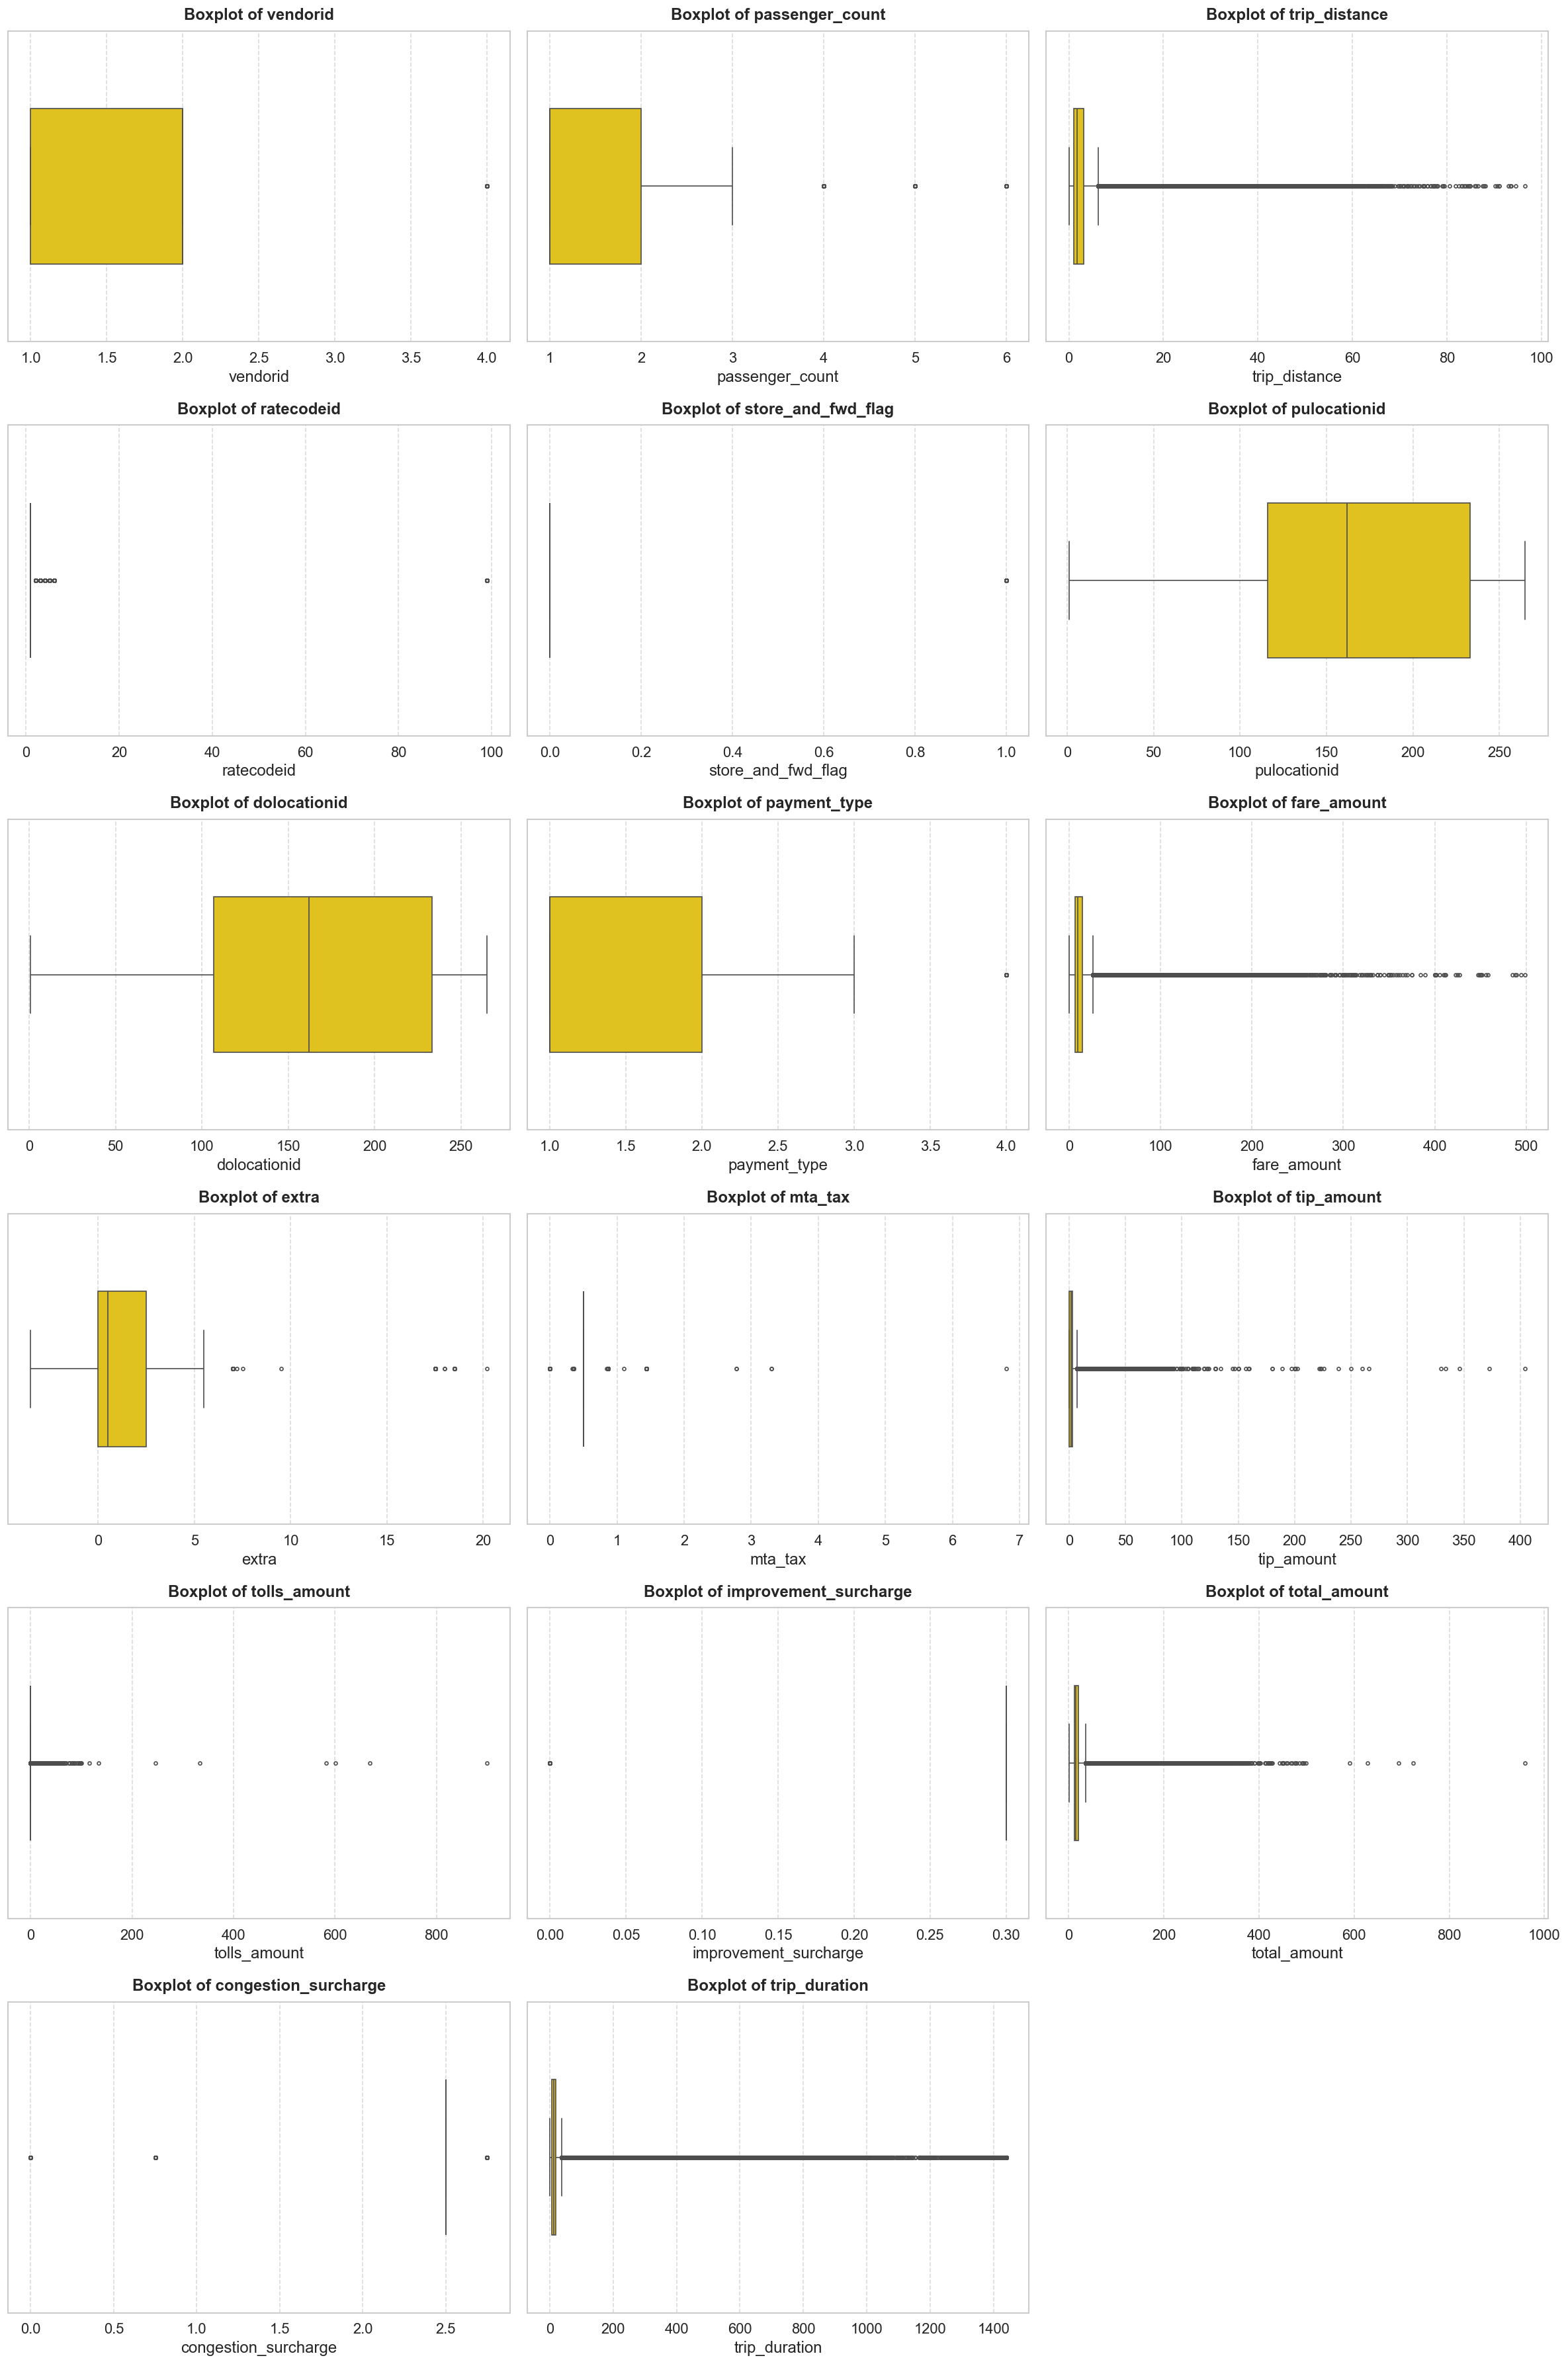 Boxplot of vendorid
Boxplot of passenger_count
Boxplot of trip_distance
1.0 1.5 2.0 2.5 3.0 3.5 4.0
1 2 3 4 5 6
0 20 40 60 80 100
vendorid
passenger_count
trip_distance
Boxplot of ratecodeid
Boxplot of store_and_fwd_flag
Boxplot of pulocationid
0 20 40 60 80 100
0.0 0.2 0.4 0.6 0.8 1.0
0 50 100 150 200 250
ratecodeid
store_and_fwd_flag
pulocationid
Boxplot of dolocationid
Boxplot of payment_type
Boxplot of fare_amount
0 50 100 150 200 250
1.0 1.5 2.0 2.5 3.0 3.5 4.0
0 100 200 300 400 500
dolocationid
payment_type
fare_amount
Boxplot of extra
Boxplot of mta_tax
Boxplot of tip_amount
0 5 10 15 20
0 1 2 3 4 5 6 7
0 50 100 150 200 250 300 350 400
extra
mta_tax
tip_amount
Boxplot of tolls_amount
Boxplot of improvement_surcharge
Boxplot of total_amount
0 200 400 600 800
0.00 0.05 0.10 0.15 0.20 0.25 0.30
0 200 400 600 800 1000
tolls_amount
improvement_surcharge
total_amount
Boxplot of congestion_surcharge
Boxplot of trip_duration
0.0 0.5 1.0 1.5 2.0 2.5
0 200 400 600 800 1000 1200 1400
congestion_surcharge
trip_duration